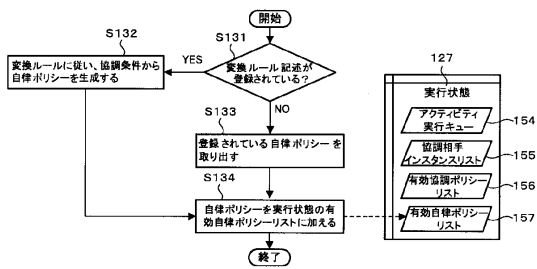 開始
S131
変換ルール記述が
登録されている?
YES
NO
S132
変換ルールに従い、協調条件から
自律ポリシーを生成する
S133
登録されている自律ポリシーを
取り出す
S134
自律ポリシーを実行状態の有
効自律ポリシーリストに加える
終了
127
実行状態
アクティビティ
実行キュー
154
協調相手
インスタンスリスト
155
有効協調ポリシー
リスト
156
有効自律ポリシー
リスト
157